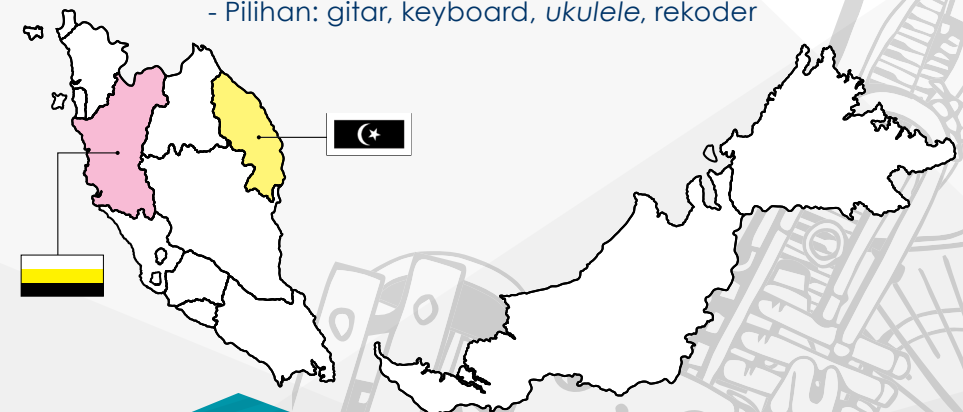 - Pilihan: gitar, keyboard, ukulele, rekoder